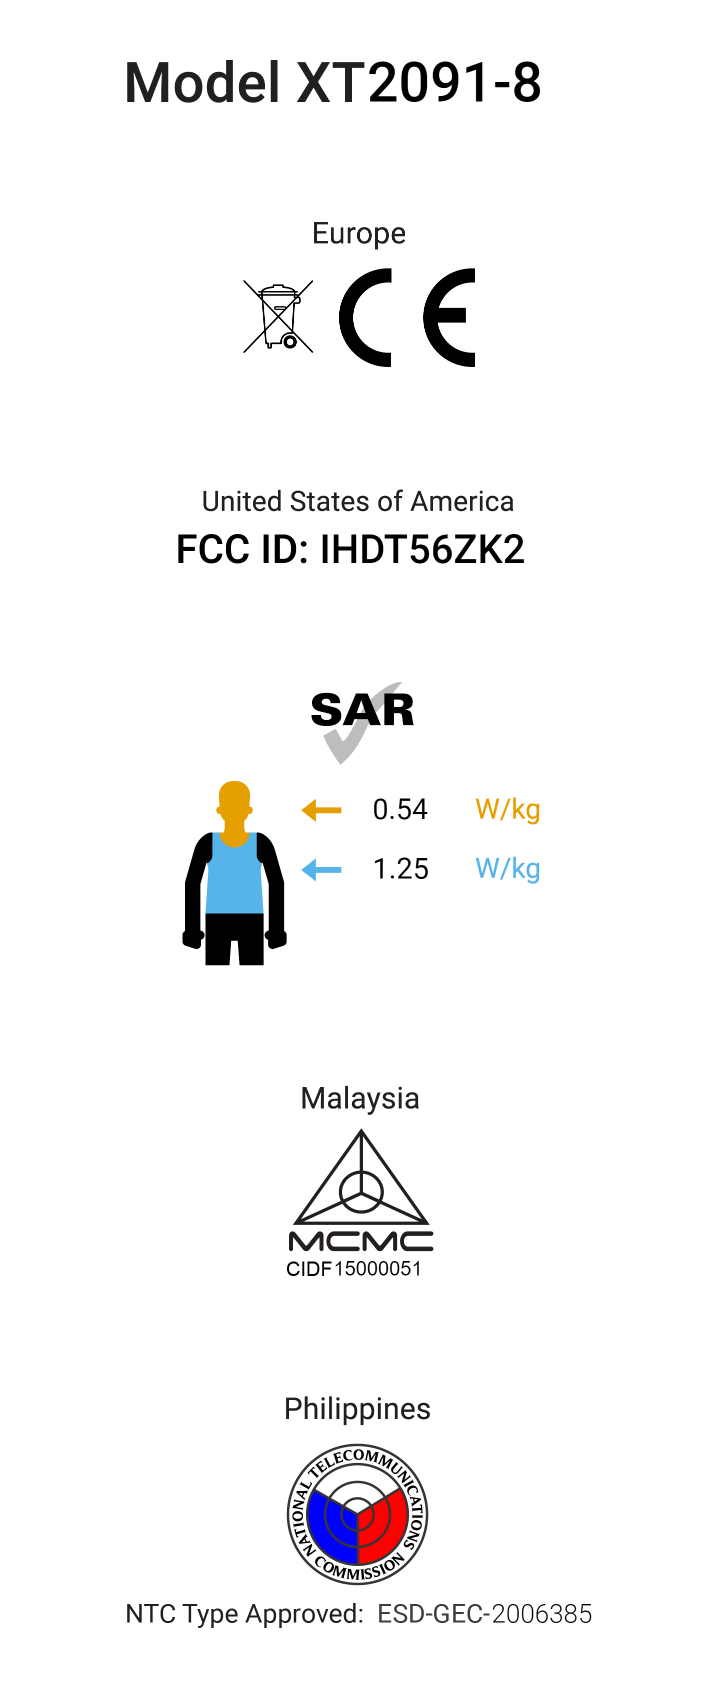 Model XT2091-8
Europe
CE
United States of America
FCC ID: IHDT56ZK2
SAR
0.54 W/kg
1.25 W/kg
Malaysia
MCMC
CIDF15000051
Philippines
NATIONAL TELECOMMUNICATIONS COMMISSION
NTC Type Approved: ESD-GEC-2006385